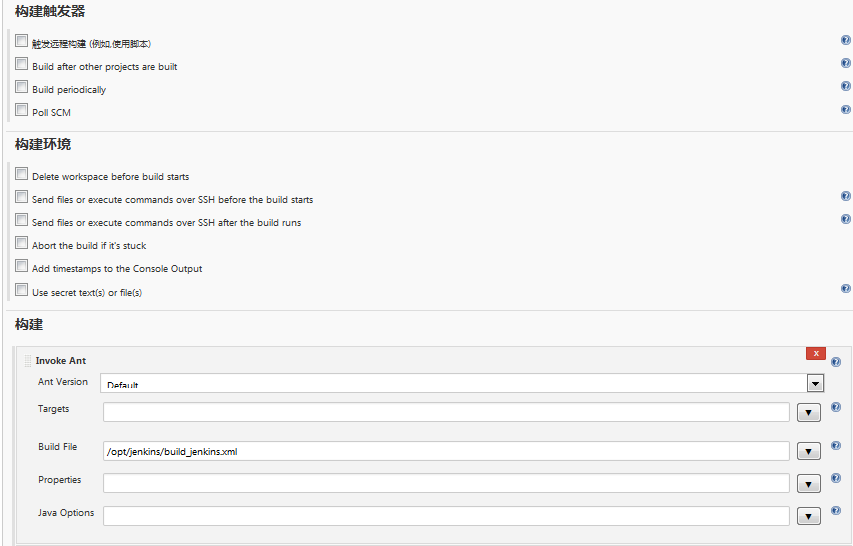 构建触发器
触发远程构建 (例如,使用脚本)
Build after other projects are built
Build periodically
Poll SCM
构建环境
Delete workspace before build starts
Send files or execute commands over SSH before the build starts
Send files or execute commands over SSH after the build runs
Abort the build if it's stuck
Add timestamps to the Console Output
Use secret text(s) or file(s)
构建
X
Invoke Ant
Ant Version Default
Targets
Build File /opt/jenkins/build_jenkins.xml
Properties
Java Options